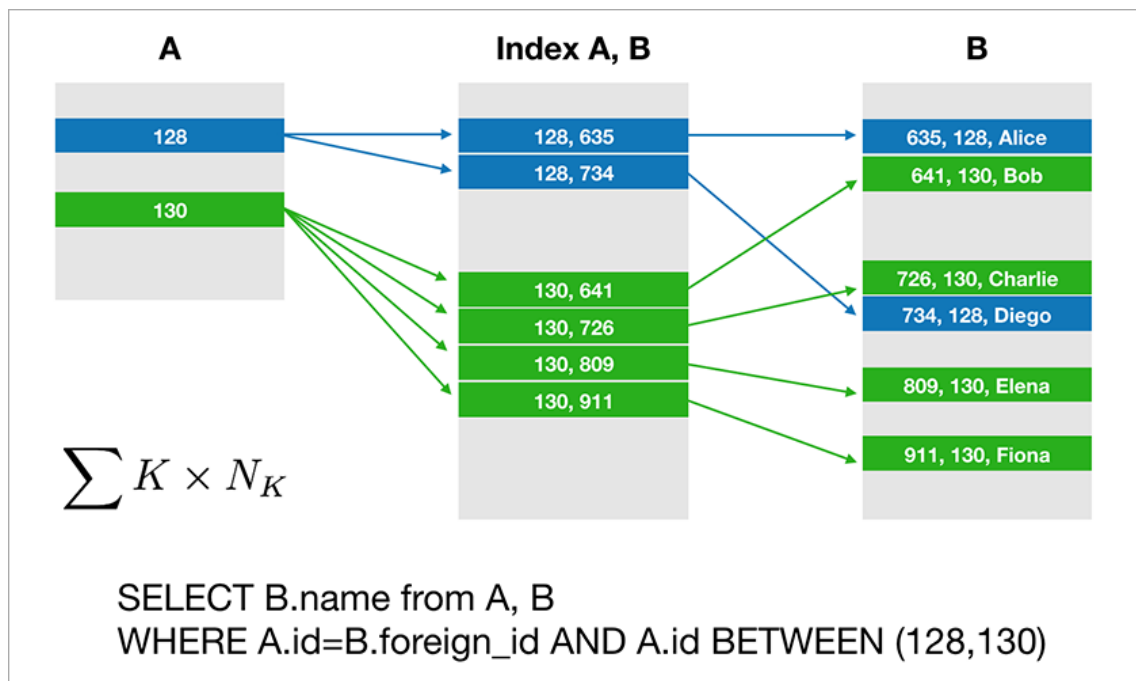 A
Index A, B
B
128
130
128, 635
128, 734
130, 641
130, 726
130, 809
130, 911
635, 128, Alice
641, 130, Bob
726, 130, Charlie
734, 128, Diego
809, 130, Elena
911, 130, Fiona
∑ K × N_K
SELECT B.name from A, B
WHERE A.id=B.foreign_id AND A.id BETWEEN (128,130)